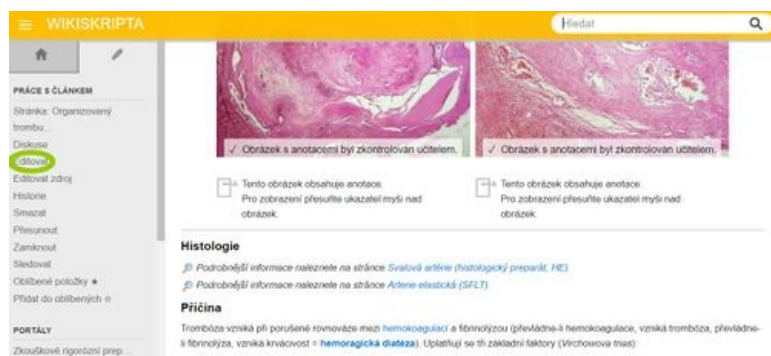 WIKISKRIPTA
Hledat
PRÁCE S ČLÁNKEM
Stránka: Organizovaný
trombu...
Diskuse
Editovat
Editovat zdroj
Historie
Smazat
Přesunout
Zamknout
Sledovat
Oblíbené položky ★
Přidat do oblíbených ☆
PORTÁLY
Zkouškové rigorózní prep...
✓ Obrázek s anotacemi byl zkontrolován učitelem.
✓ Obrázek s anotacemi byl zkontrolován učitelem.
Tento obrázek obsahuje anotace.
Pro zobrazení přesuňte ukazatel myši nad
obrázek.
Tento obrázek obsahuje anotace.
Pro zobrazení přesuňte ukazatel myši nad
obrázek.
Histologie
Podrobnější informace naleznete na stránce Svalová artérie (histologický preparát, HE).
Podrobnější informace naleznete na stránce Arterie elastická (SFLT).
Příčina
Trombóza vzniká při porušené rovnováze mezi hemokoagulací a fibrinolýzou (převládne-li hemokoagulace, vzniká trombóza, převládne-
li fibrinolýza, vzniká krvácivost = hemoragická diatéza). Uplatňují se tři základní faktory (Virchowova trias):